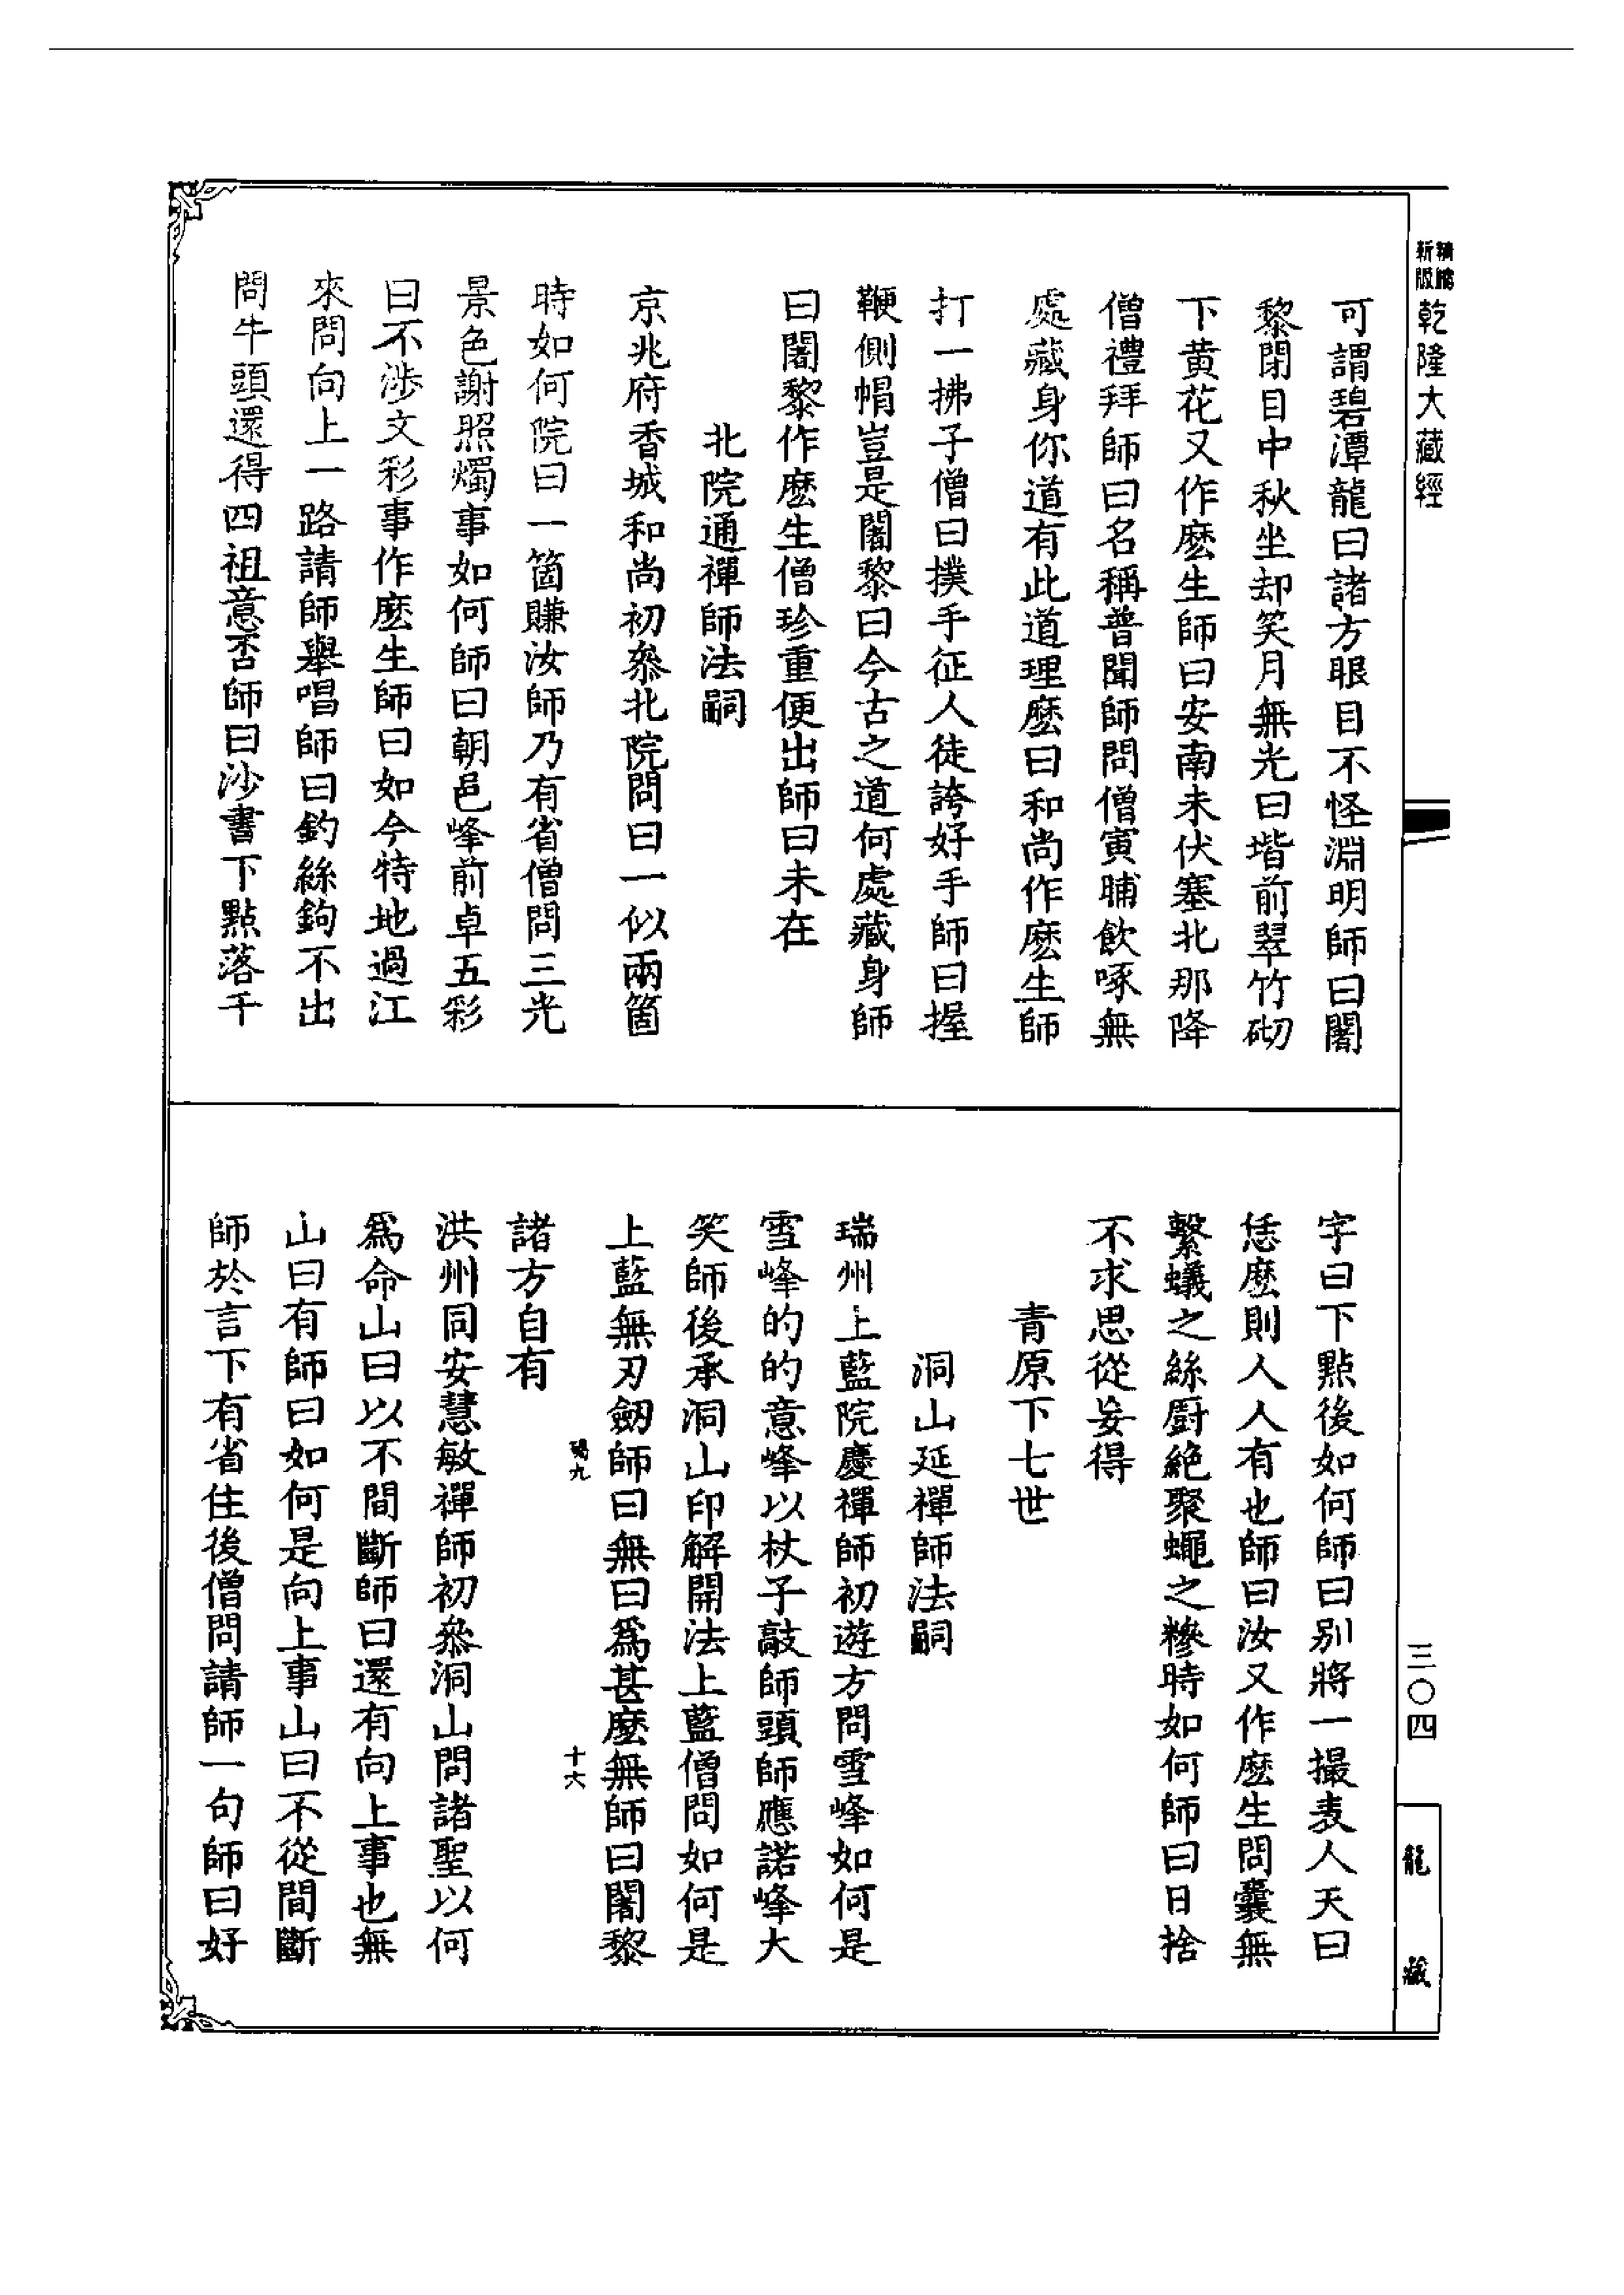 精縮新版乾隆大藏經
可謂碧潭龍曰諸方眼目不怪淵明師曰闍
黎閉目中秋坐却笑月無光曰堦前翠竹砌
下黄花又作麽生師曰安南未伏塞北那降
僧禮拜師曰名稱普聞師問僧寅晡飲啄無
處藏身你道有此道理麽曰和尚作麽生師
打一拂子僧曰撲手征人徒誇好手師曰握
鞭側帽豈是闍黎曰今古之道何處藏身師
曰闍黎作麽生僧珍重便出師曰未在
北院通禪師法嗣
京兆府香城和尚初叅北院問曰一似兩箇
時如何院曰一箇賺汝師乃有省僧問三光
景色謝照燭事如何師曰朝邑峰前卓五彩
曰不涉文彩事作麽生師曰如今特地過江
來問向上一路請師舉唱師曰釣絲鉤不出
問牛頭還得四祖意否師曰沙書下點落千
字曰下點後如何師曰别將一撮表人天曰
恁麽則人人有也師曰汝又作麽生問囊無
繫蟻之絲厨絶聚蠅之糝時如何師曰日捨
不求思從妄得
青原下七世
洞山延禪師法嗣
瑞州上藍院慶禪師初遊方問雪峰如何是
雪峰的的意峰以杖子敲師頭師應諾峰大
笑師後承洞山印解開法上藍僧問如何是
上藍無刃劒師曰無曰爲甚麽無師曰闍黎
諸方自有
十六
洪州同安慧敏禪師初叅洞山問諸聖以何
爲命山曰以不間斷師曰還有向上事也無
山曰有師曰如何是向上事山曰不從間斷
師於言下有省住後僧問請師一句師曰好
三〇四
龍藏